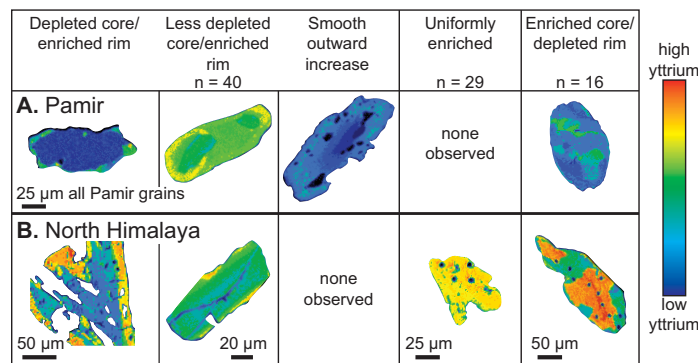 Depleted core/
enriched rim
Less depleted
core/enriched
rim
n = 40
Smooth
outward
increase
Uniformly
enriched
n = 29
Enriched core/
depleted rim
n = 16
high
yttrium
A. Pamir
none
observed
25 μm all Pamir grains
B. North Himalaya
none
observed
low
yttrium
50 μm
20 μm
25 μm
50 μm